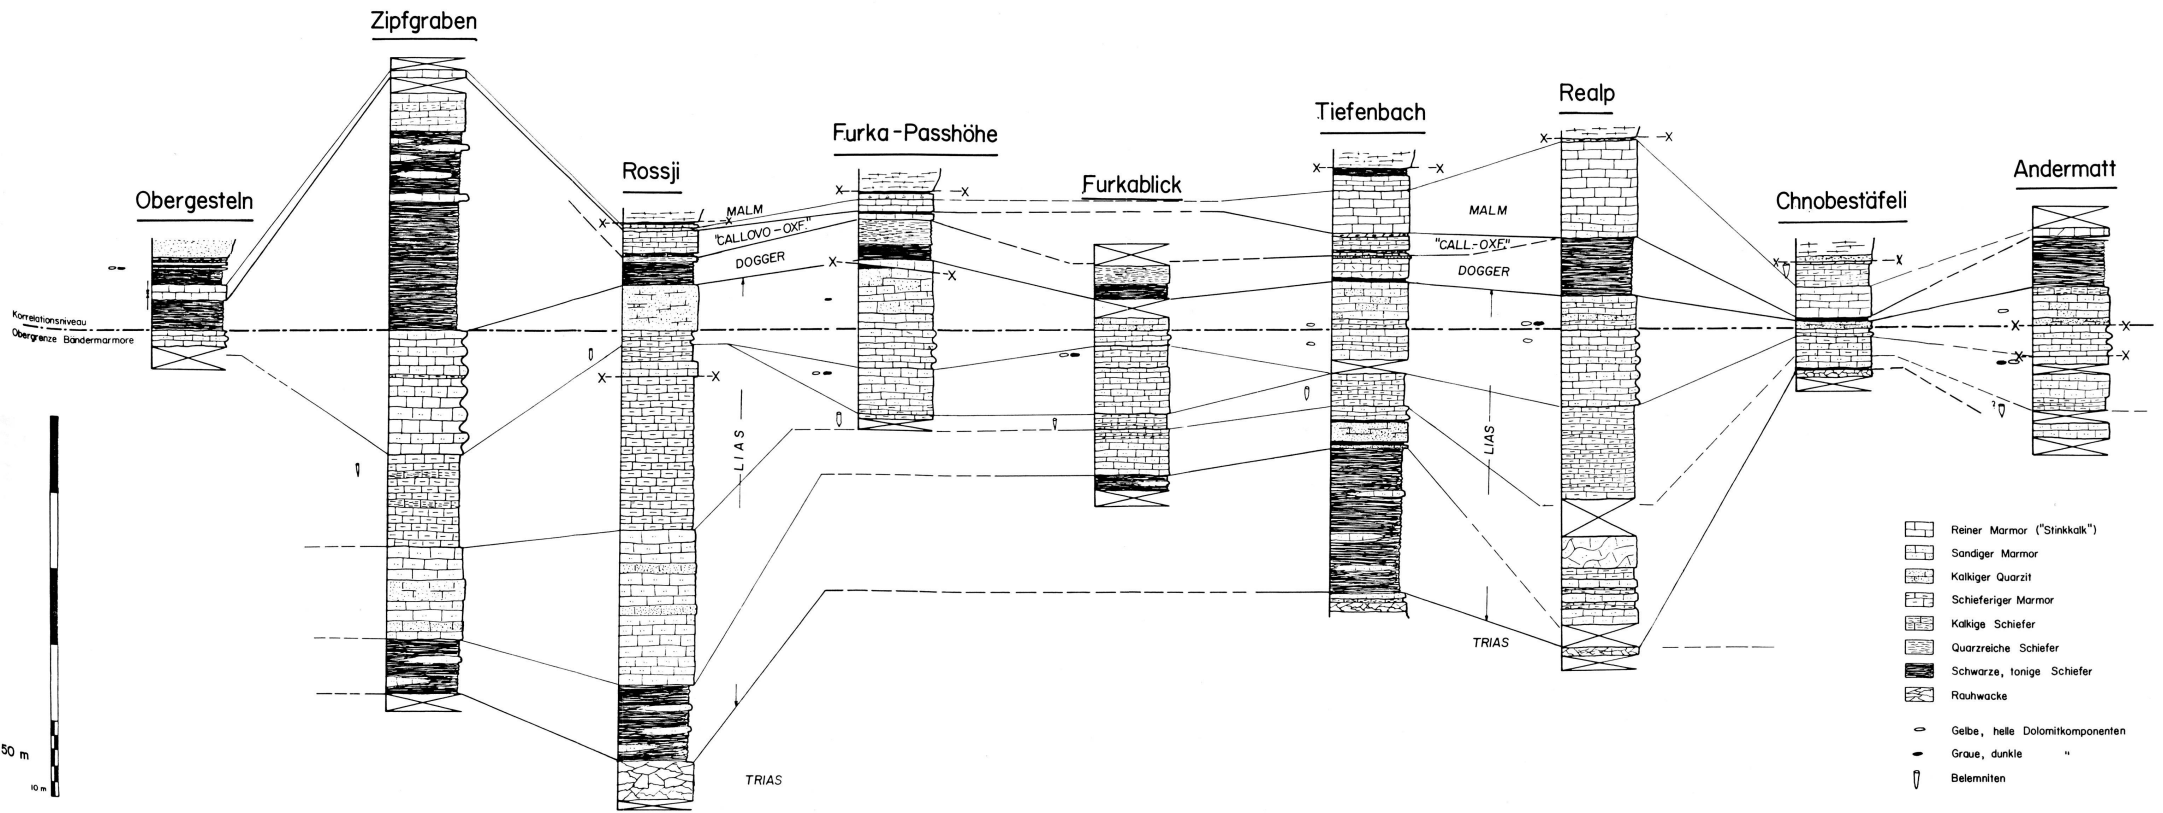 Zipfgraben
Realp
Tiefenbach
Furka-Passhöhe
Andermatt
Rossji
Furkablick
Obergesteln
Chnobestäfeli
MALM
MALM
"CALLOVO-OXF."
"CALL.-OXF."
DOGGER
DOGGER
Korrelationsniveau
Obergrenze Bändermarmore
LIAS
LIAS
?
TRIAS
TRIAS
50 m
10 m
Reiner Marmor ("Stinkkalk")
Sandiger Marmor
Kalkiger Quarzit
Schieferiger Marmor
Kalkige Schiefer
Quarzreiche Schiefer
Schwarze, tonige Schiefer
Rauhwacke
Gelbe, helle Dolomitkomponenten
Graue, dunkle "
Belemniten